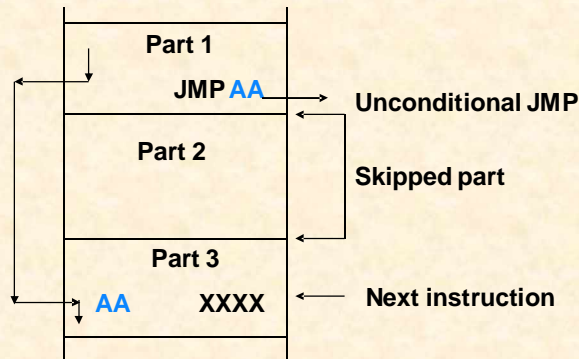 Part 1
JMP AA
Unconditional JMP
Part 2
Skipped part
Part 3
AA XXXX
Next instruction